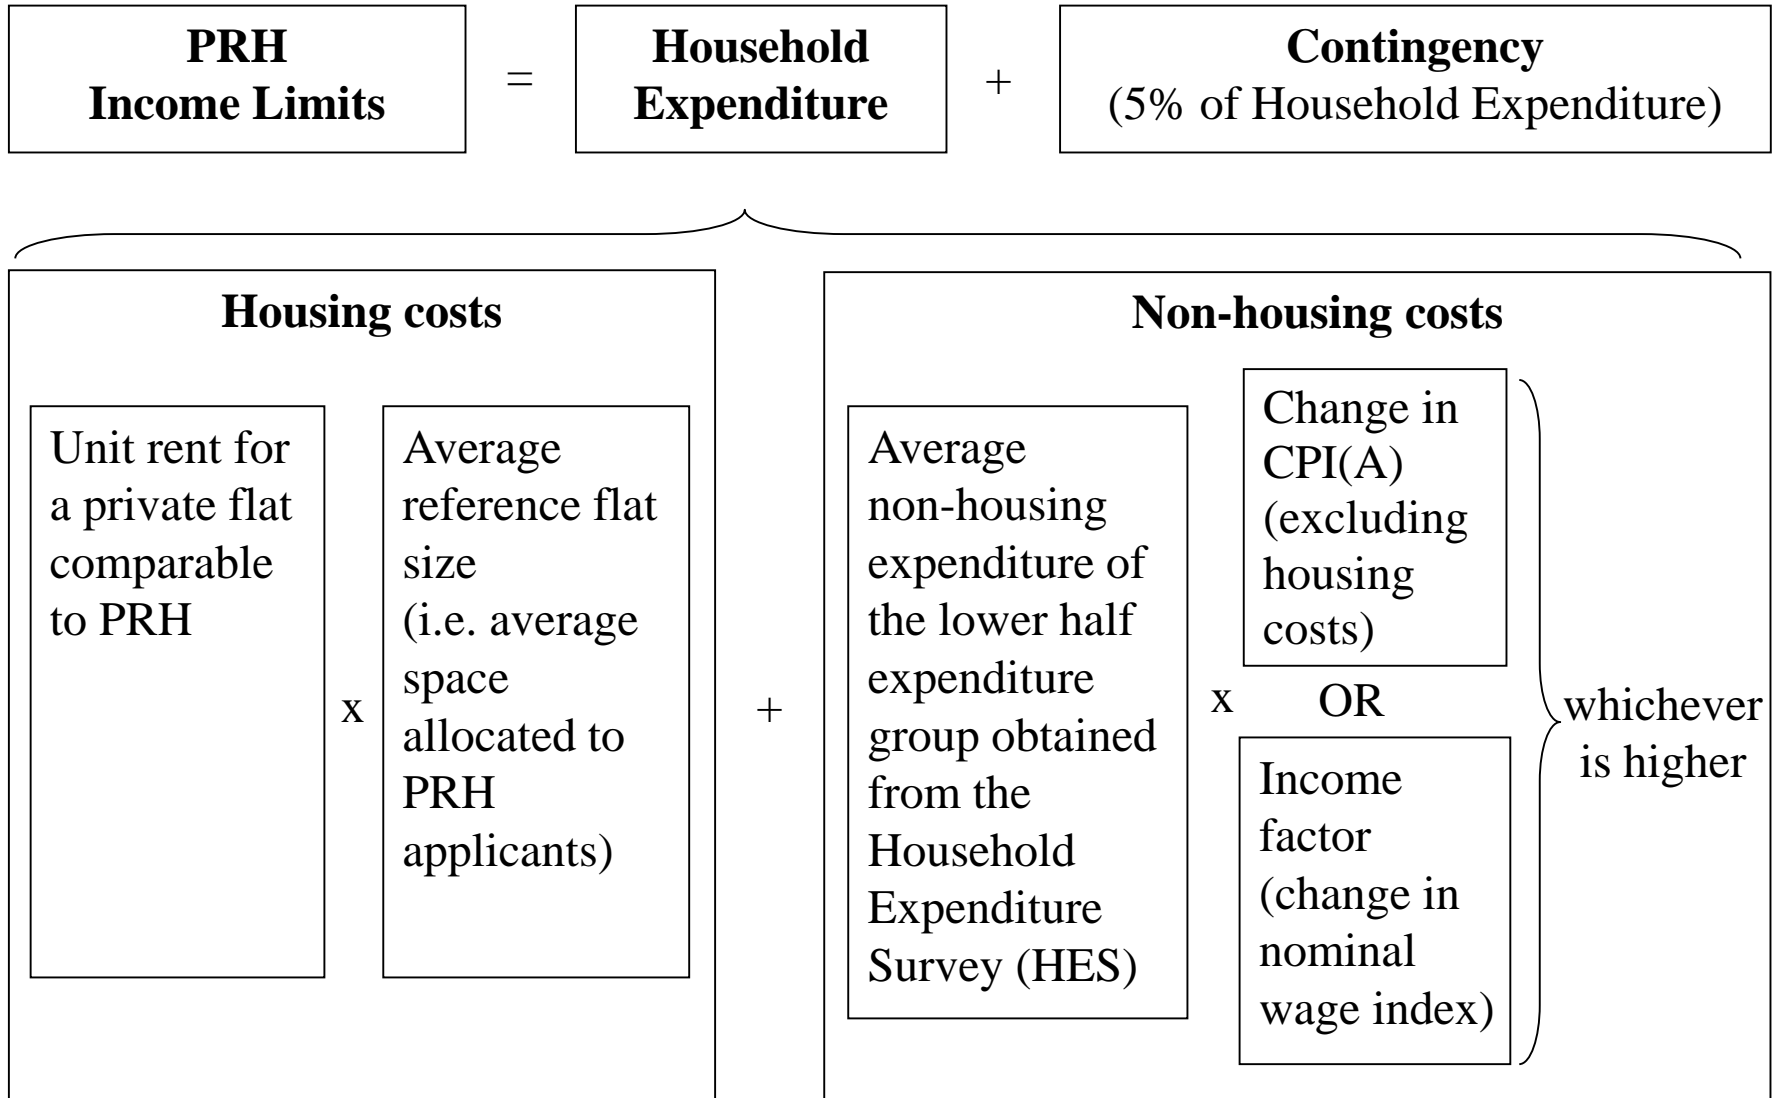 PRH
Income Limits
=
Household
Expenditure
+
Contingency
(5% of Household Expenditure)
Housing costs
Unit rent for
a private flat
comparable
to PRH
x
Average
reference flat
size
(i.e. average
space
allocated to
PRH
applicants)
+
Non-housing costs
Average
non-housing
expenditure of
the lower half
expenditure
group obtained
from the
Household
Expenditure
Survey (HES)
x
Change in
CPI(A)
(excluding
housing
costs)
OR
Income
factor
(change in
nominal
wage index)
whichever
is higher